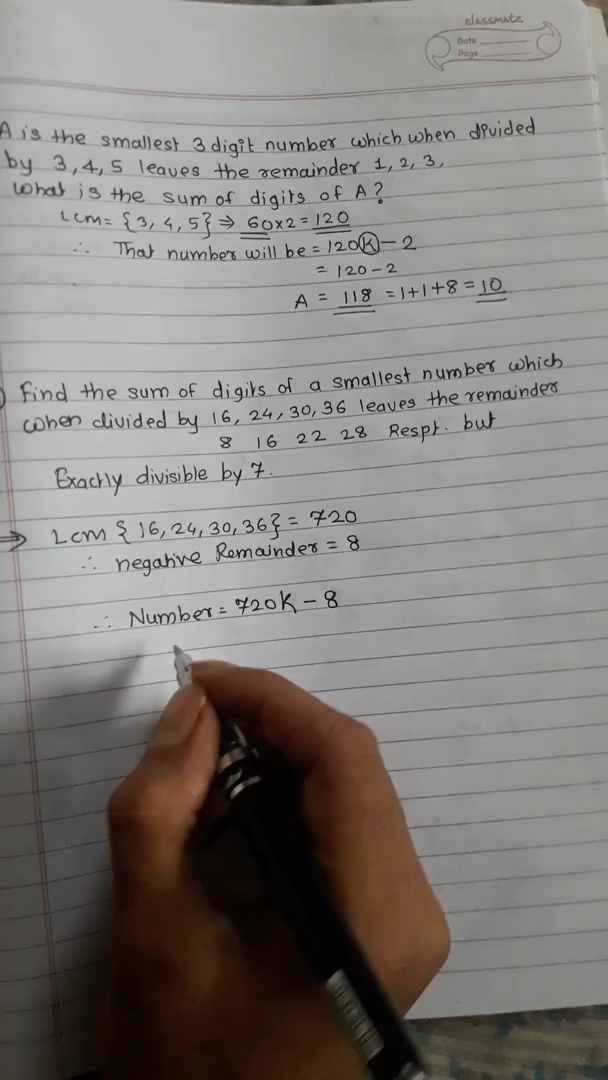 classmate
Date
Page
A is the smallest 3 digit number which when divided
by 3,4,5 leaves the remainder 1, 2, 3,
what is the sum of digits of A?
Lcm = {3, 4, 5} ⇒ 60x2 = 120
∴ That number will be = 120K - 2
= 120 - 2
A = 118 = 1+1+8 = 10
Find the sum of digits of a smallest number which
when divided by 16, 24, 30, 36 leaves the remainder
8 16 22 28 Respt. but
Exactly divisible by 7.
⇒ Lcm {16, 24, 30, 36} = 720
∴ negative Remainder = 8
∴ Number = 720K - 8